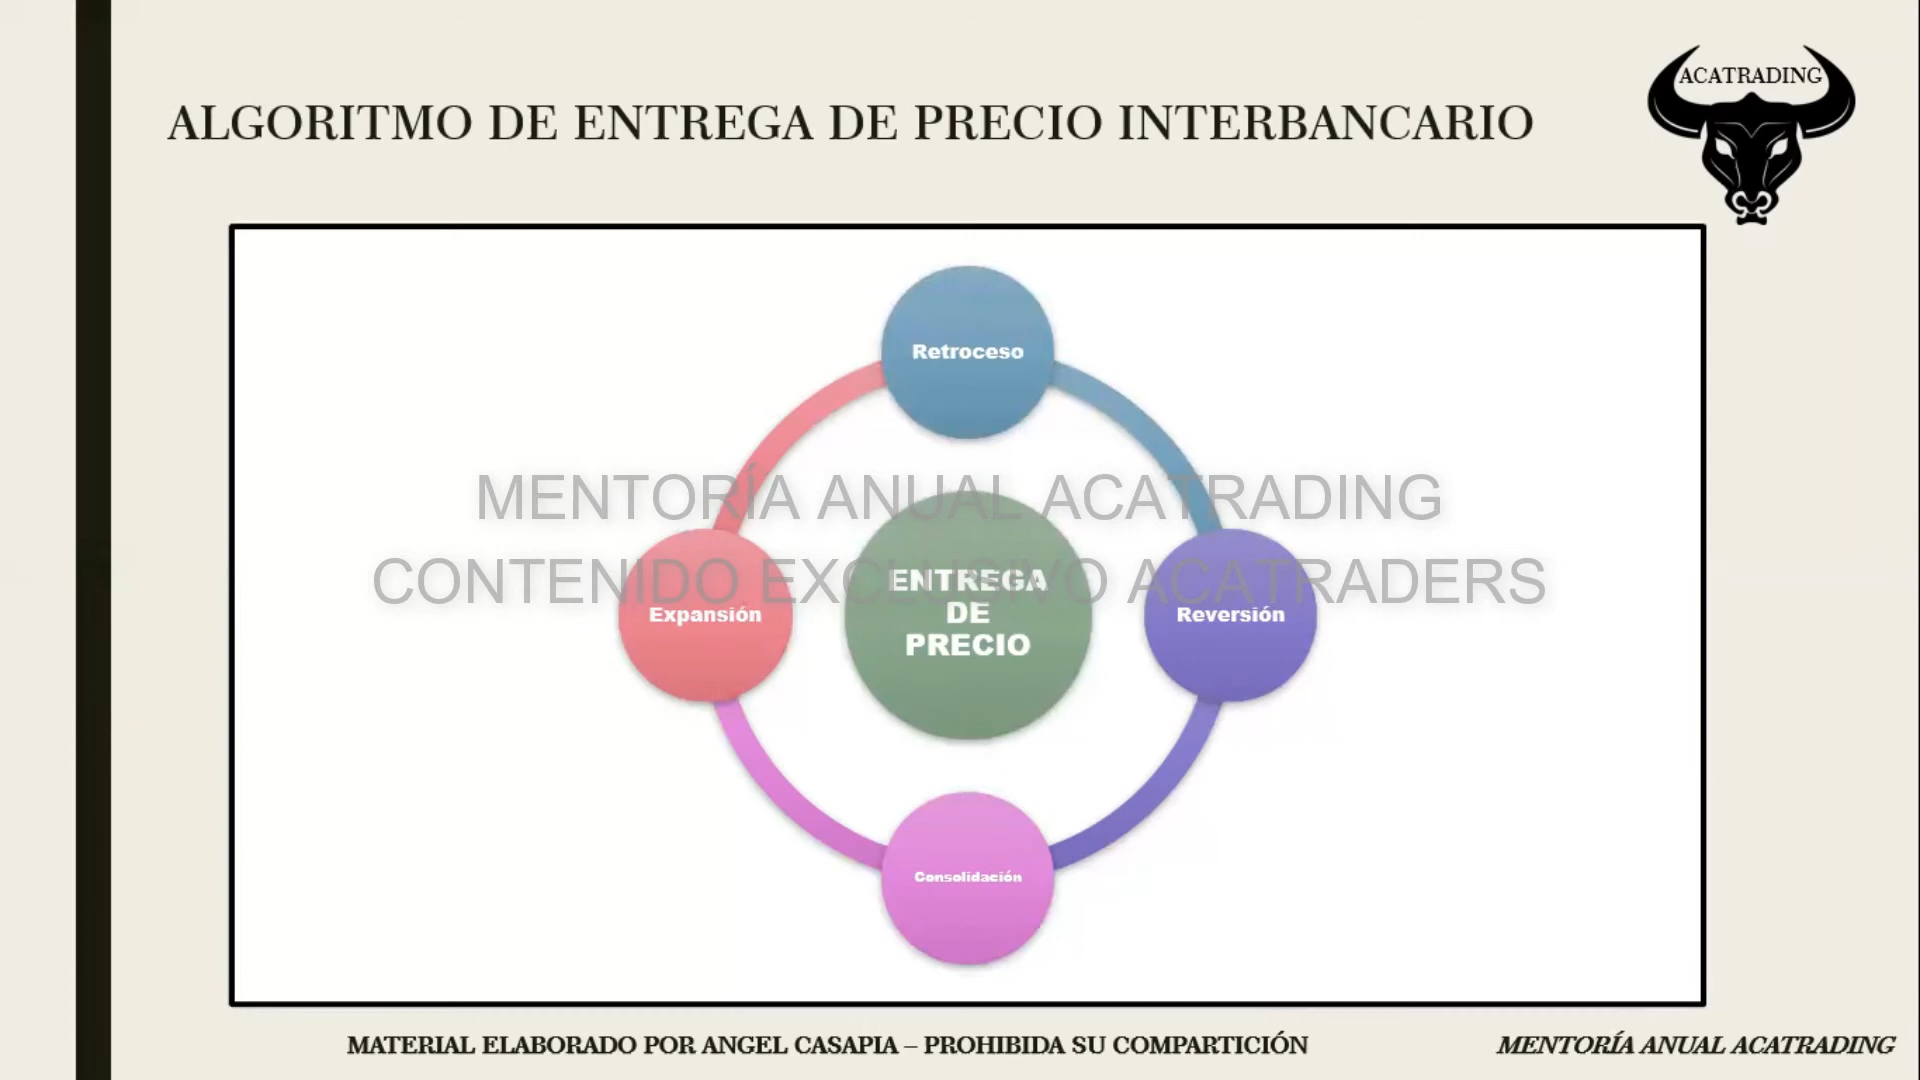 ACATRADING
ALGORITMO DE ENTREGA DE PRECIO INTERBANCARIO
Retroceso
MENTORÍA ANUAL ACATRADING
CONTENIDO EXCLUSIVO ACATRADERS
ENTREGA
DE
PRECIO
Expansión
Reversión
Consolidación
MATERIAL ELABORADO POR ANGEL CASAPIA – PROHIBIDA SU COMPARTICIÓN
MENTORÍA ANUAL ACATRADING